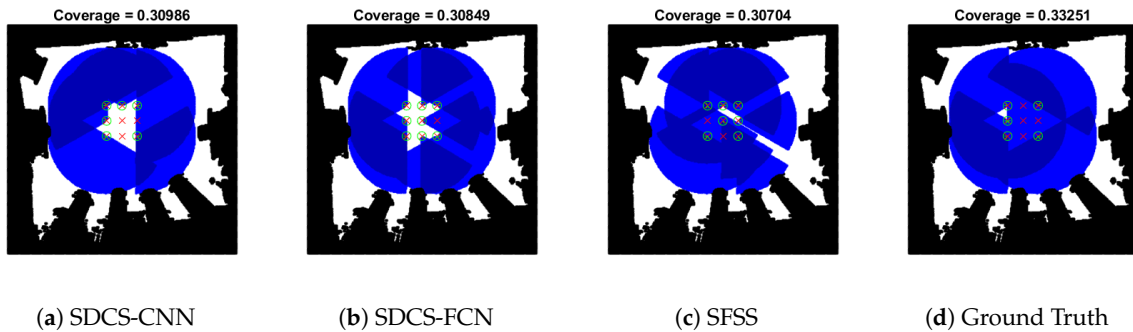 Coverage = 0.30986
Coverage = 0.30849
Coverage = 0.30704
Coverage = 0.33251
(a) SDCS-CNN
(b) SDCS-FCN
(c) SFSS
(d) Ground Truth